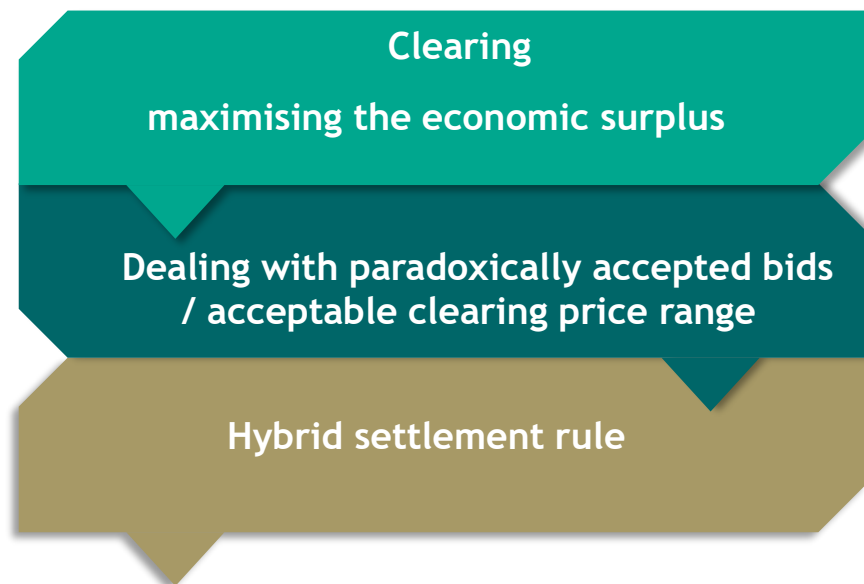 Clearing
maximising the economic surplus
Dealing with paradoxically accepted bids
/ acceptable clearing price range
Hybrid settlement rule